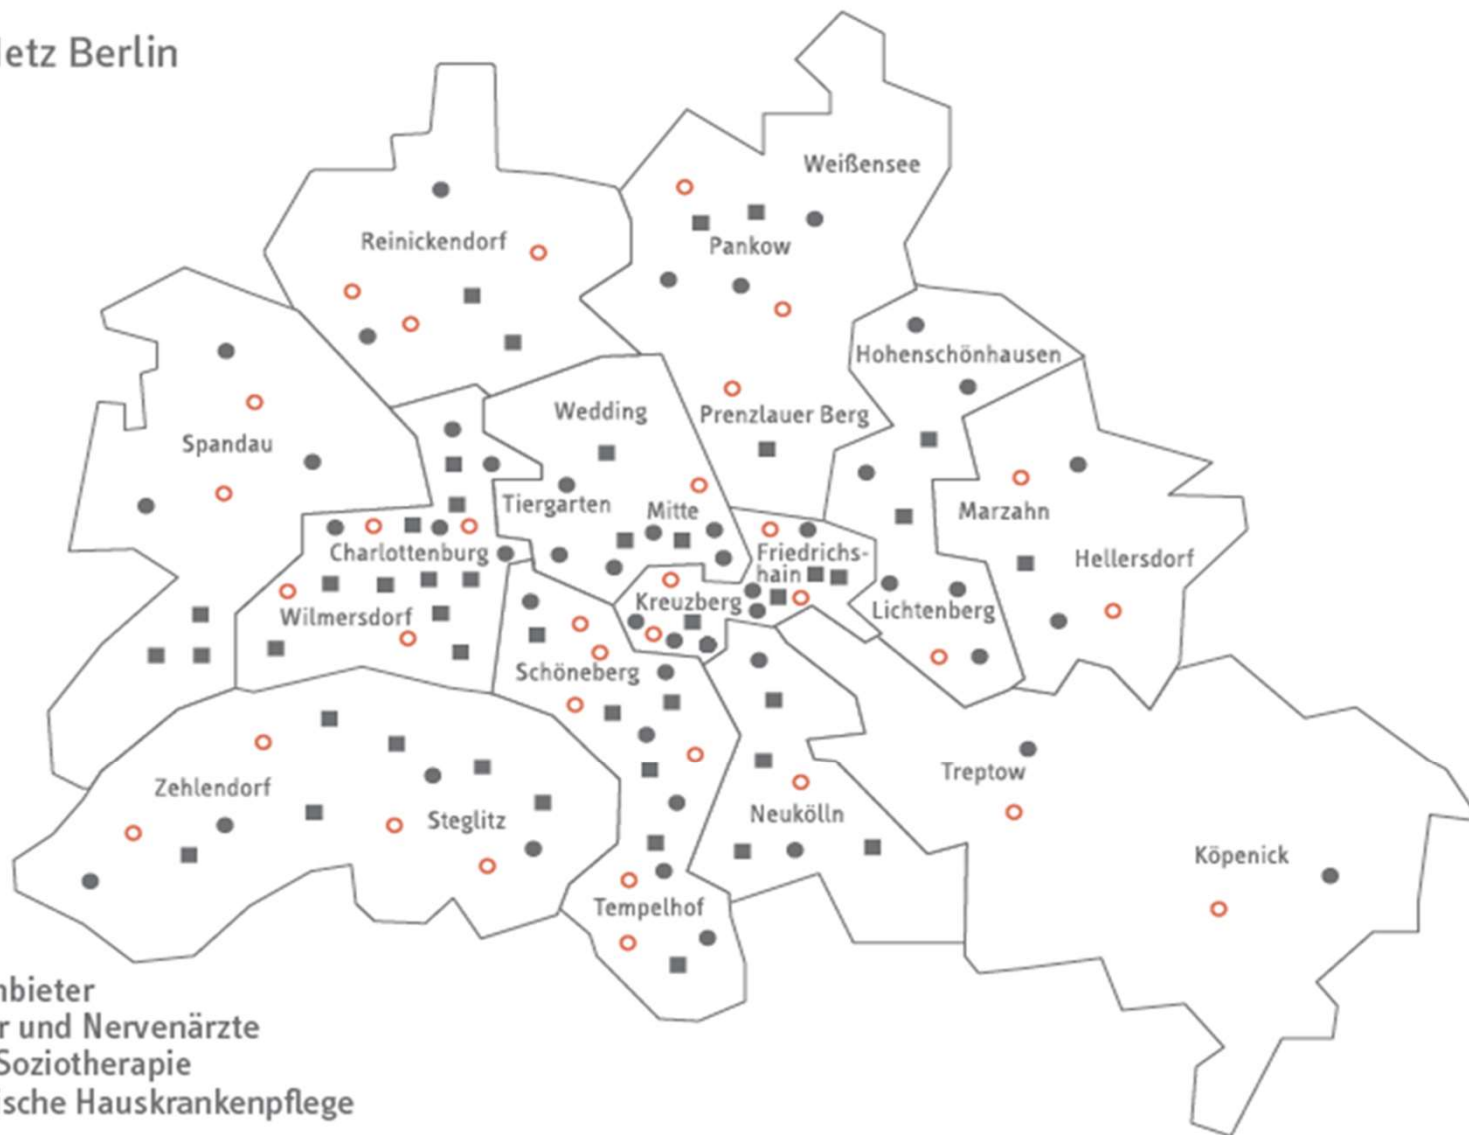 etz Berlin
Weißensee
Reinickendorf
Pankow
Hohenschönhausen
Wedding
Prenzlauer Berg
Spandau
Tiergarten
Mitte
Marzahn
Charlottenburg
Friedrichs-
hain
Hellersdorf
Kreuzberg
Lichtenberg
Wilmersdorf
Schöneberg
Treptow
Zehlendorf
Steglitz
Neukölln
Köpenick
Tempelhof
nbieter
r und Nervenärzte
Soziotherapie
ische Hauskrankenpflege